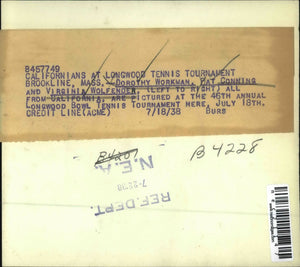 8457749
CALIFORNIANS AT LONGWOOD TENNIS TOURNAMENT
BROOKLINE, MASS.--DOROTHY WORKMAN, PAT CONNING
AND VIRGINIA WOLFENDEN, (LEFT TO RIGHT) ALL
FROM CALIFORNIA, ARE PICTURED AT THE 46TH ANNUAL
LONGWOOD BOWL TENNIS TOURNAMENT HERE, JULY 18TH.
CREDIT LINE (ACME) 7/18/38 BURS
B4228
REF. DEPT.
N.E.A.